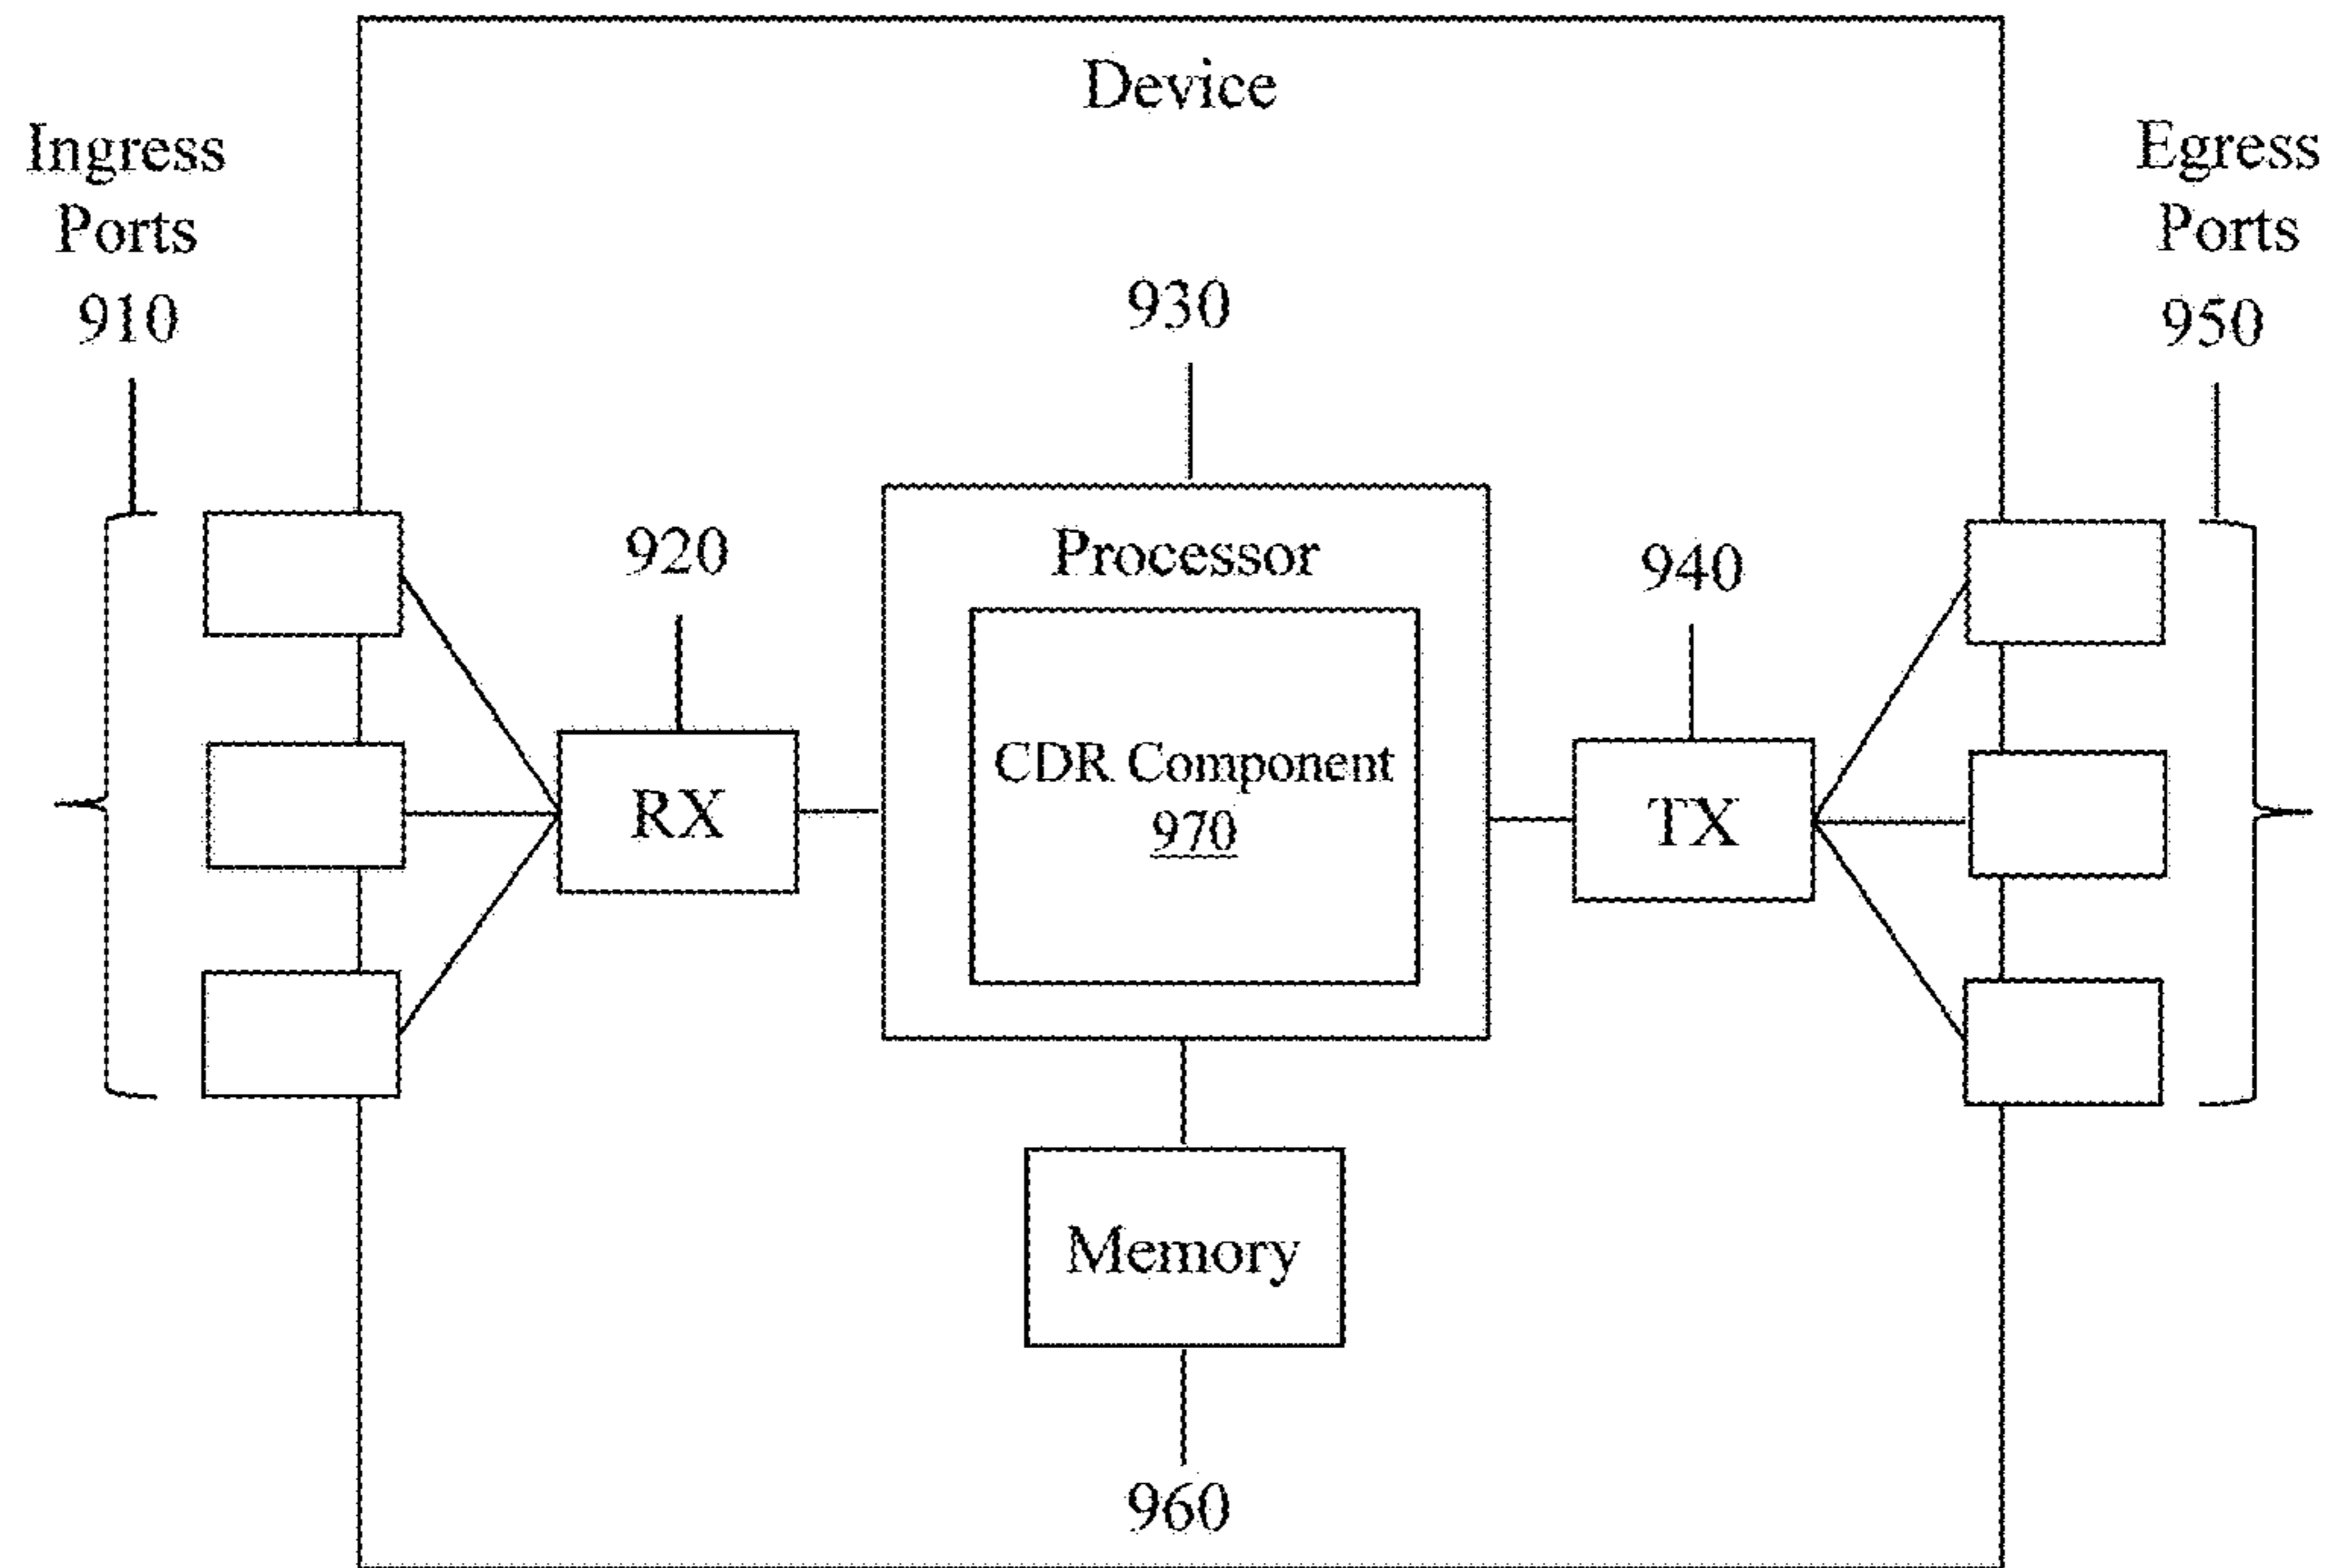 Device
Ingress
Ports
910
Egress
Ports
950
930
920
Processor
940
CDR Component
970
RX
TX
Memory
960